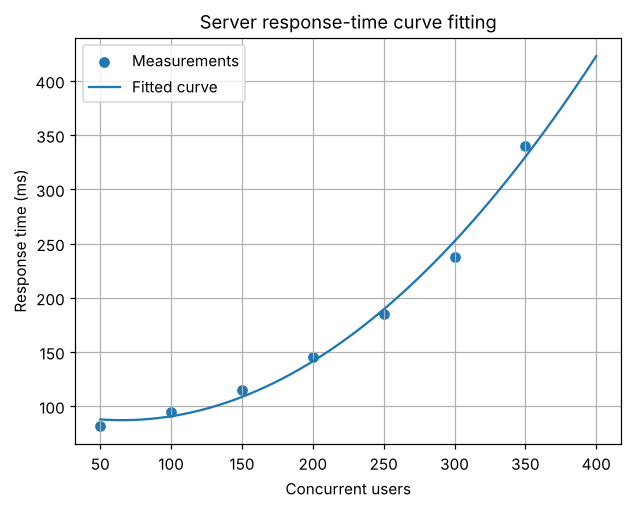 Server response-time curve fitting
Measurements
Fitted curve
Response time (ms)
400
350
300
250
200
150
100
50 100 150 200 250 300 350 400
Concurrent users